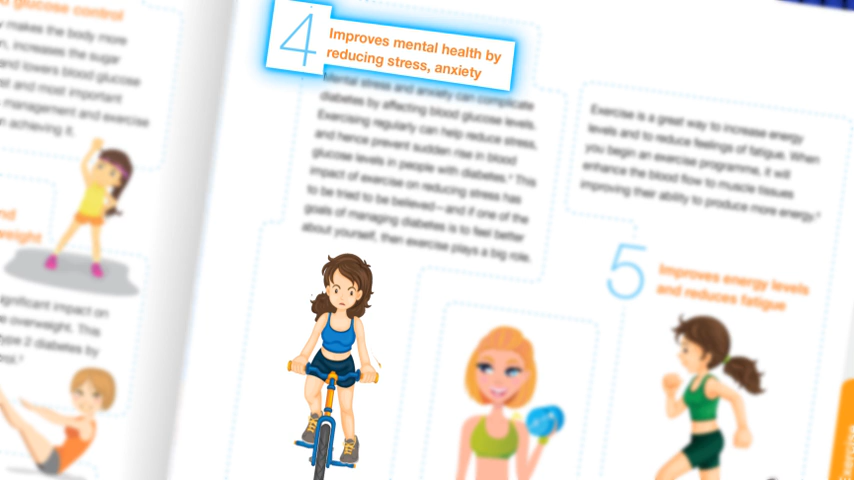 glucose control
makes the body more
increases the sugar
and lowers blood glucose
and most important
management and exercise
achieving it.
ignificant impact on
overweight. This
type 2 diabetes by
4
Improves mental health by
reducing stress, anxiety
Mental stress and anxiety can complicate
diabetes by affecting blood glucose levels.
Exercising regularly can help reduce stress,
and hence prevent sudden rise in blood
glucose levels in people with diabetes.⁴ This
impact of exercise on reducing stress has
to be tried to be believed—and if one of the
goals of managing diabetes is to feel better
about yourself, then exercise plays a big role.
Exercise is a great way to increase energy
levels and to reduce feelings of fatigue. When
you begin an exercise programme, it will
enhance the blood flow to muscle tissues
improving their ability to produce more energy.
5
Improves energy levels
and reduces fatigue